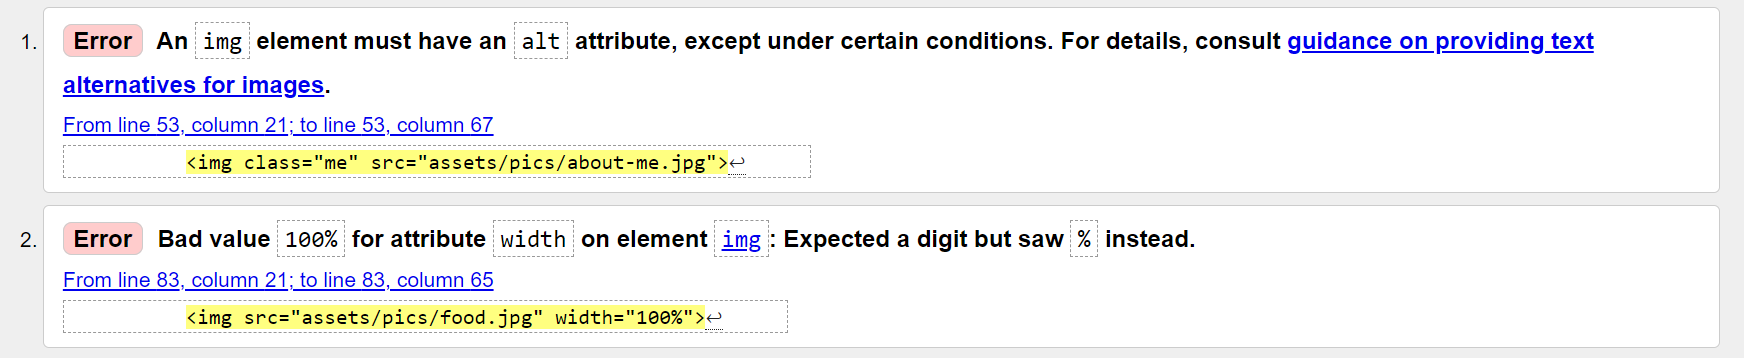 1. Error An img element must have an alt attribute, except under certain conditions. For details, consult guidance on providing text
alternatives for images.
From line 53, column 21; to line 53, column 67
<img class="me" src="assets/pics/about-me.jpg">↩
2. Error Bad value 100% for attribute width on element img: Expected a digit but saw % instead.
From line 83, column 21; to line 83, column 65
<img src="assets/pics/food.jpg" width="100%">↩